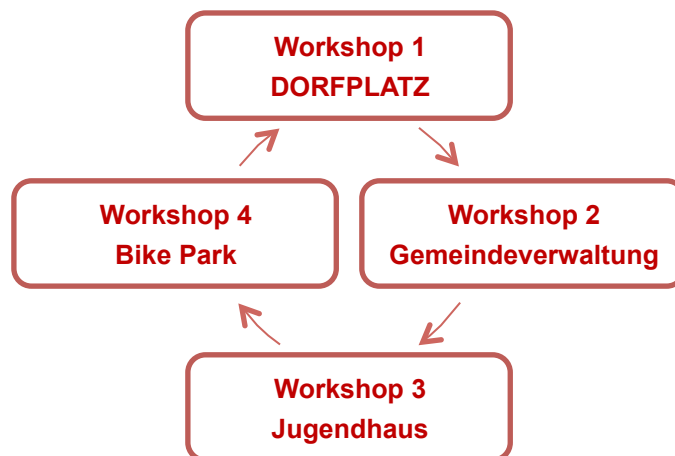 Workshop 1
DORFPLATZ
Workshop 4
Bike Park
Workshop 2
Gemeindeverwaltung
Workshop 3
Jugendhaus